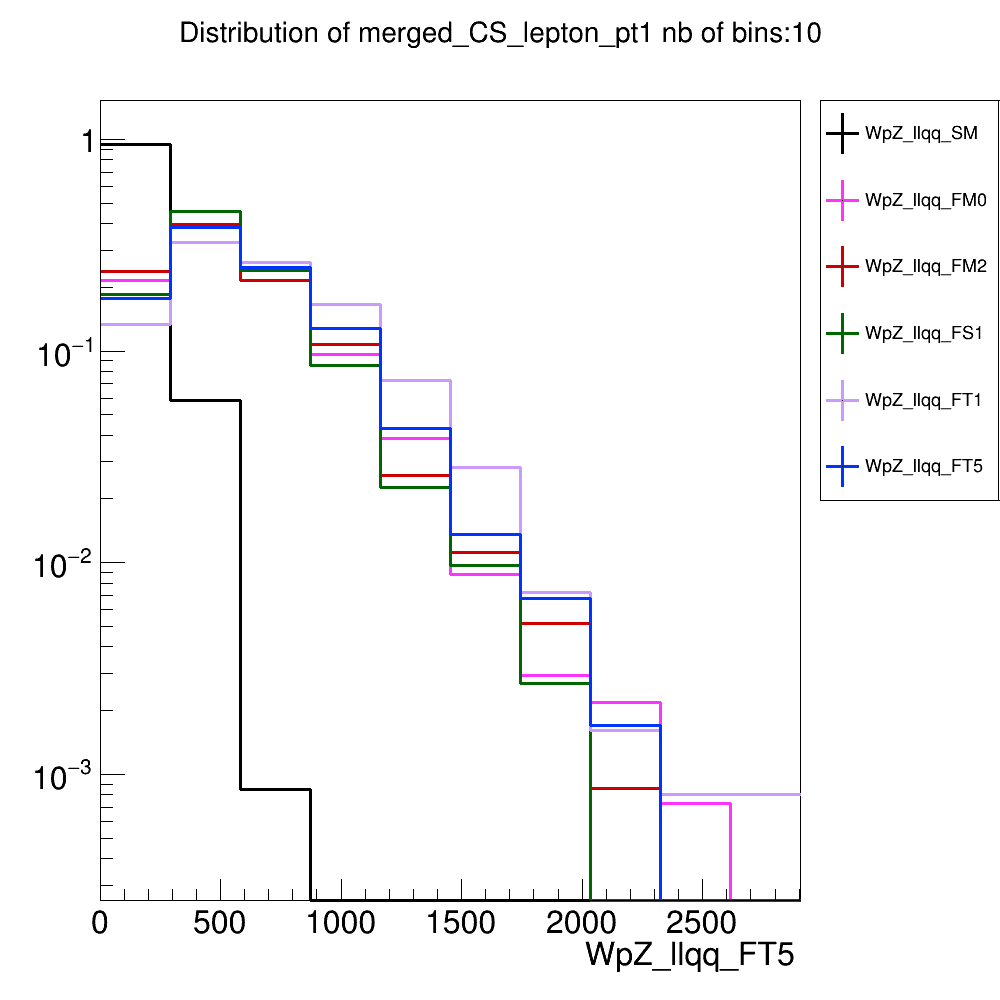 Distribution of merged_CS_lepton_pt1 nb of bins:10
1
10⁻¹
10⁻²
10⁻³
0 500 1000 1500 2000 2500
WpZ_llqq_FT5
WpZ_llqq_SM
WpZ_llqq_FM0
WpZ_llqq_FM2
WpZ_llqq_FS1
WpZ_llqq_FT1
WpZ_llqq_FT5